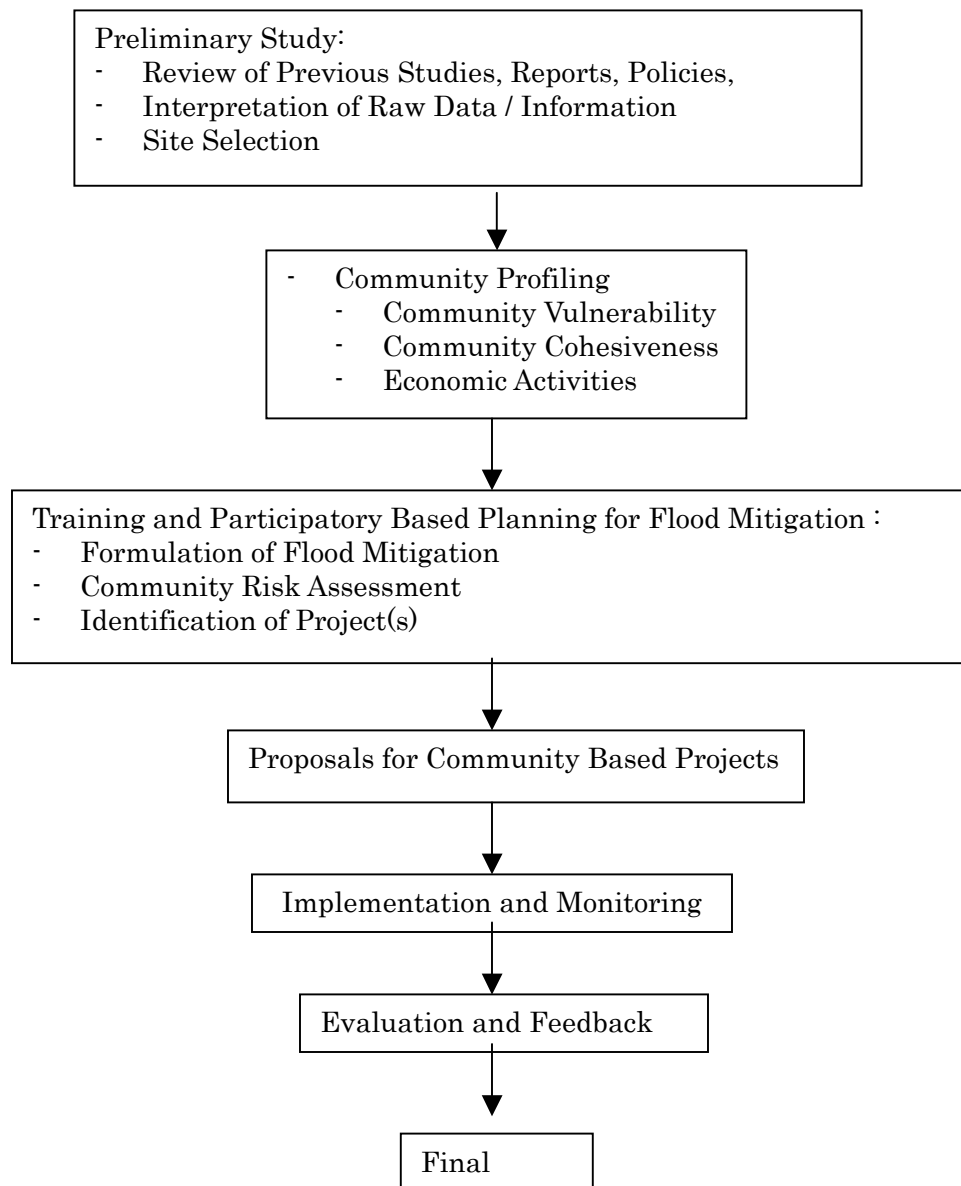 Preliminary Study:
- Review of Previous Studies, Reports, Policies,
- Interpretation of Raw Data / Information
- Site Selection
- Community Profiling
- Community Vulnerability
- Community Cohesiveness
- Economic Activities
Training and Participatory Based Planning for Flood Mitigation :
- Formulation of Flood Mitigation
- Community Risk Assessment
- Identification of Project(s)
Proposals for Community Based Projects
Implementation and Monitoring
Evaluation and Feedback
Final